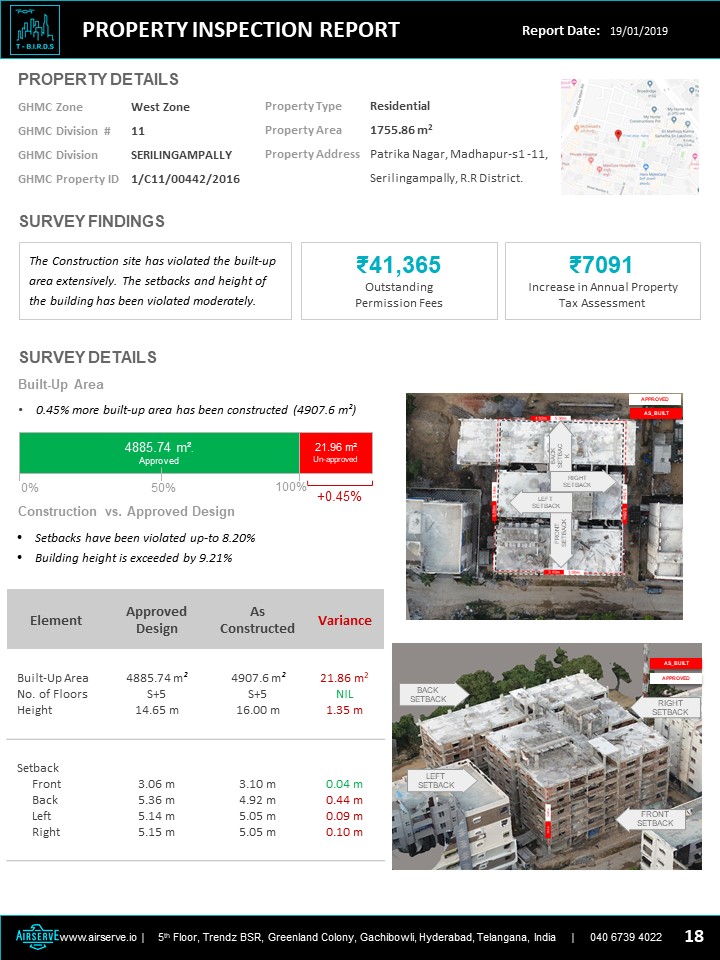 T - B.I.R.D.S
PROPERTY INSPECTION REPORT
Report Date: 19/01/2019
PROPERTY DETAILS
GHMC Zone West Zone
GHMC Division # 11
GHMC Division SERILINGAMPALLY
GHMC Property ID 1/C11/00442/2016
Property Type Residential
Property Area 1755.86 m²
Property Address Patrika Nagar, Madhapur-s1 -11,
Serilingampally, R.R District.
SURVEY FINDINGS
The Construction site has violated the built-up
area extensively. The setbacks and height of
the building has been violated moderately.
₹41,365
Outstanding
Permission Fees
₹7091
Increase in Annual Property
Tax Assessment
SURVEY DETAILS
Built-Up Area
• 0.45% more built-up area has been constructed (4907.6 m²)
4885.74 m².
Approved
21.96 m²
Un-approved
0% 50% 100%
+0.45%
Construction vs. Approved Design
• Setbacks have been violated up-to 8.20%
• Building height is exceeded by 9.21%
Element Approved Design As Constructed Variance
Built-Up Area 4885.74 m² 4907.6 m² 21.86 m²
No. of Floors S+5 S+5 NIL
Height 14.65 m 16.00 m 1.35 m
Setback
Front 3.06 m 3.10 m 0.04 m
Back 5.36 m 4.92 m 0.44 m
Left 5.14 m 5.05 m 0.09 m
Right 5.15 m 5.05 m 0.10 m
APPROVED
AS_BUILT
BACK
SETBAC
K
RIGHT
SETBACK
LEFT
SETBACK
FRONT
SETBACK
AS_BUILT
APPROVED
BACK
SETBACK
RIGHT
SETBACK
LEFT
SETBACK
FRONT
SETBACK
AIRSERVE www.airserve.io | 5th Floor, Trendz BSR, Greenland Colony, Gachibowli, Hyderabad, Telangana, India | 040 6739 4022 18